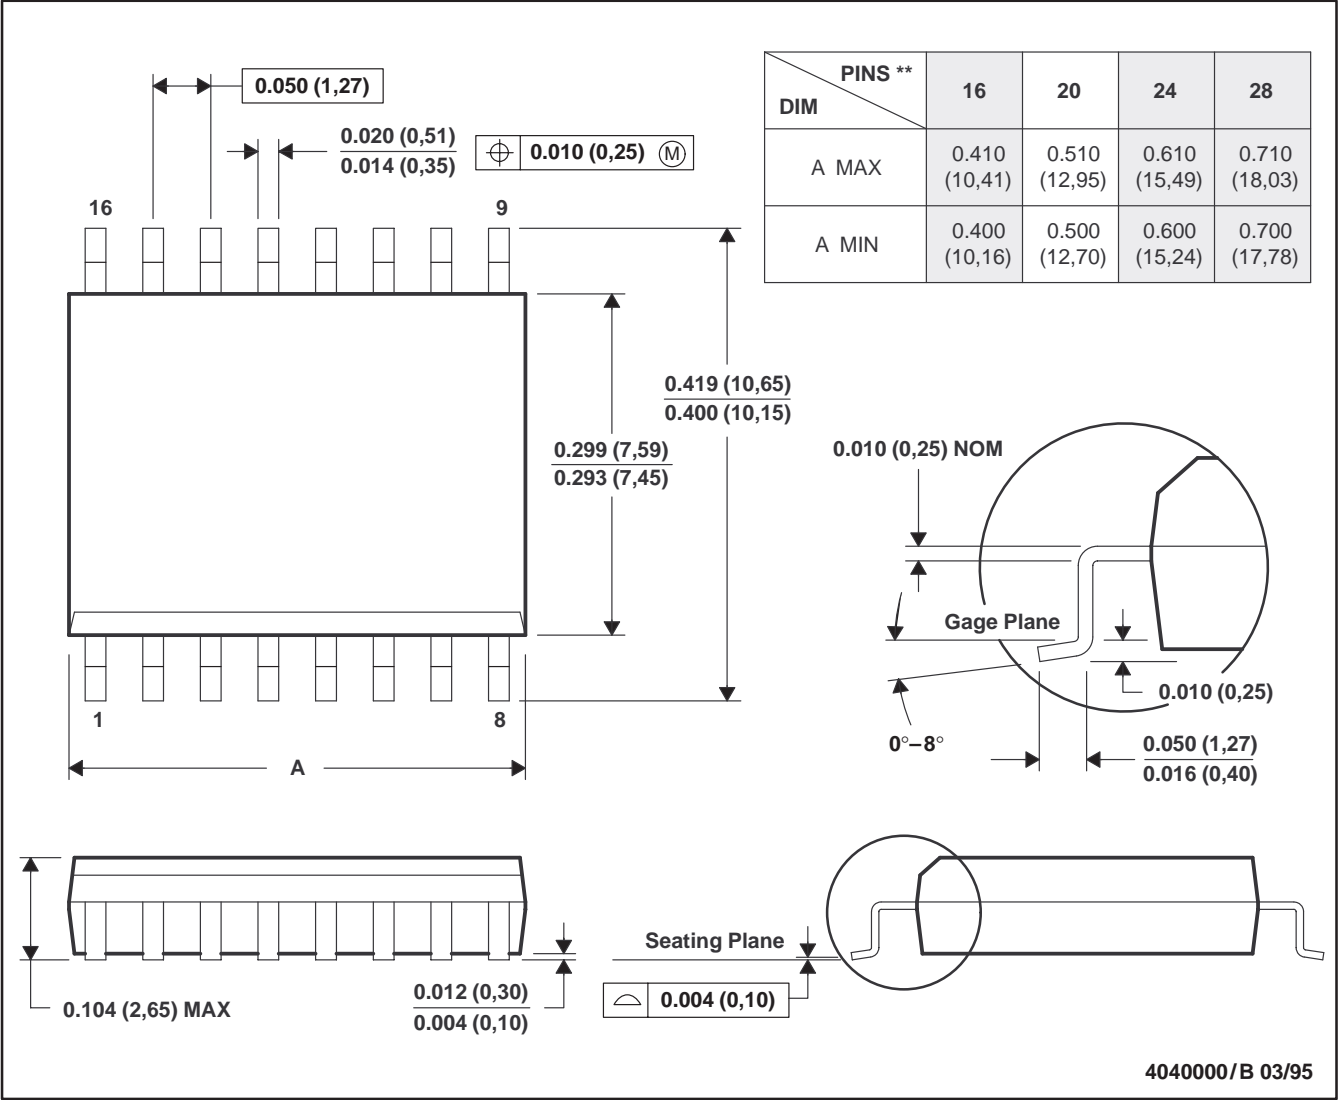 0.050 (1,27)
0.020 (0,51)
0.014 (0,35)
0.010 (0,25) Ⓜ
16
9
PINS **
DIM
16 20 24 28
A MAX
0.410 0.510 0.610 0.710
(10,41) (12,95) (15,49) (18,03)
A MIN
0.400 0.500 0.600 0.700
(10,16) (12,70) (15,24) (17,78)
0.419 (10,65)
0.400 (10,15)
0.299 (7,59)
0.293 (7,45)
1
8
A
0.010 (0,25) NOM
Gage Plane
0.010 (0,25)
0°–8°
0.050 (1,27)
0.016 (0,40)
0.104 (2,65) MAX
0.012 (0,30)
0.004 (0,10)
Seating Plane
0.004 (0,10)
4040000/B 03/95